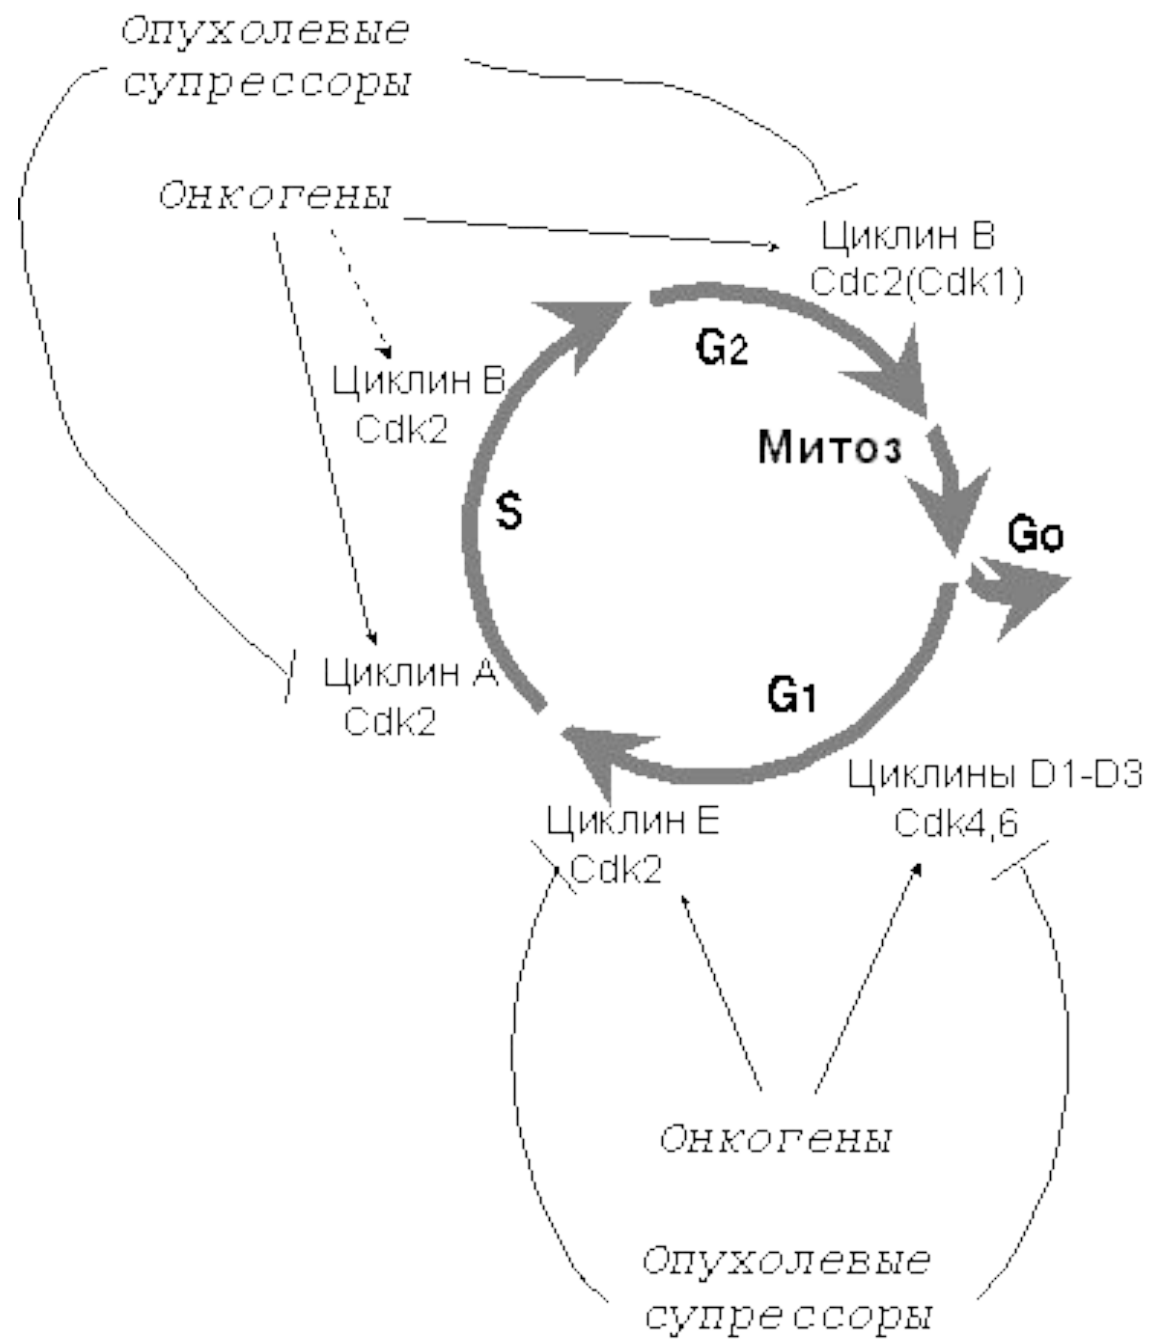 Опухолевые
супрессоры
Онкогены
Циклин B
Cdc2(Cdk1)
G2
Циклин B
Cdk2
Митоз
S
G0
Циклин A
Cdk2
G1
Циклины D1-D3
Cdk4,6
Циклин E
Cdk2
Онкогены
Опухолевые
супрессоры